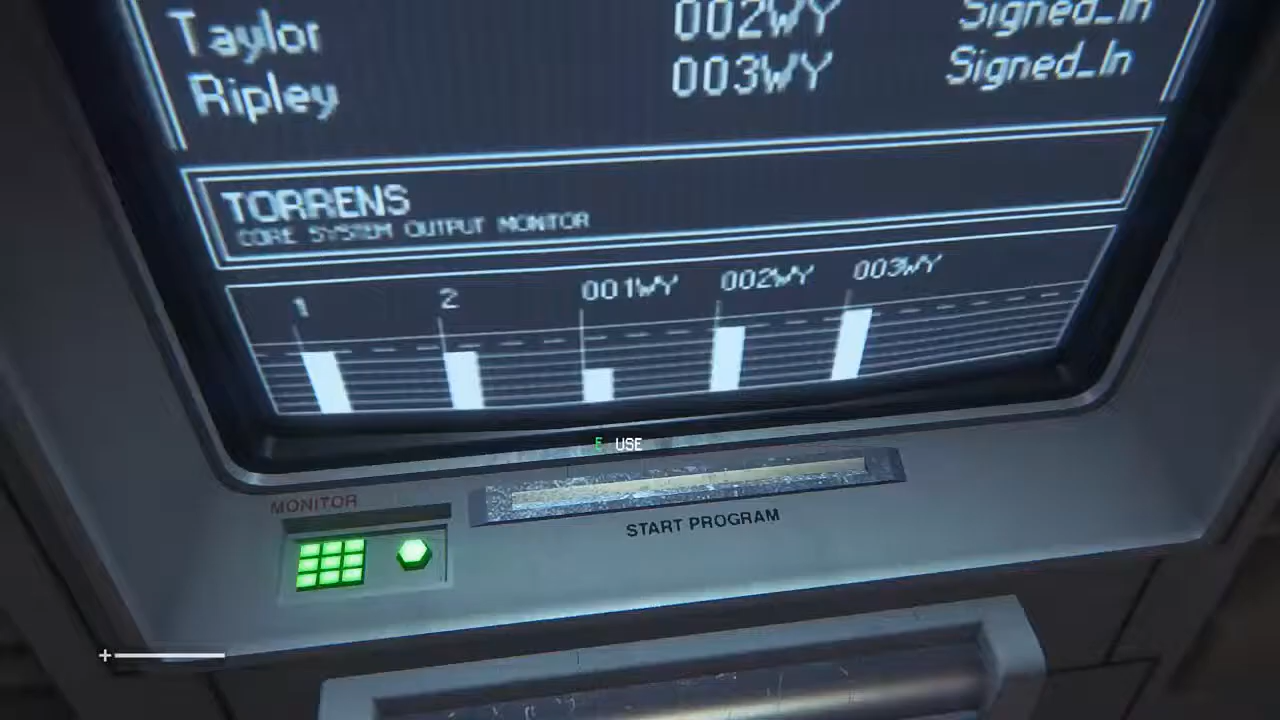 Taylor 002WY Signed_In
Ripley 003WY Signed_In
TORRENS
CORE SYSTEM OUTPUT MONITOR
1 2 001WY 002WY 003WY
E USE
MONITOR
START PROGRAM